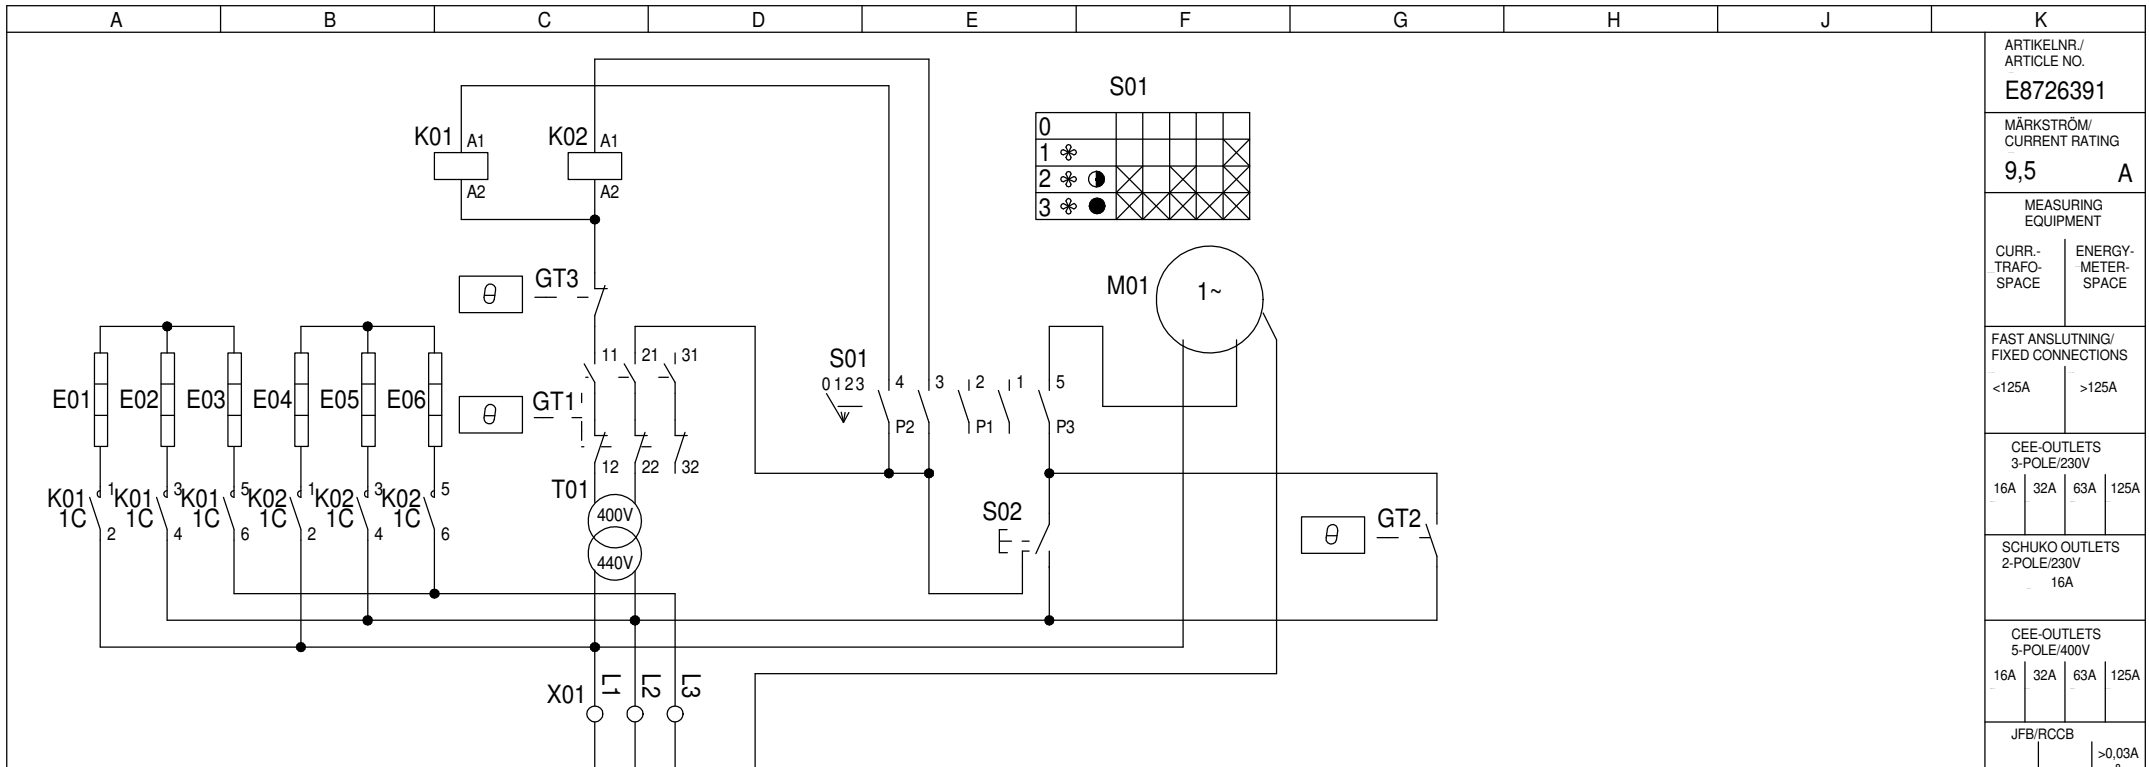 A B C D E F G H J K
ARTIKELNR./
ARTICLE NO.
E8726391
MÄRKSTRÖM/
CURRENT RATING
9,5 A
MEASURING
EQUIPMENT
CURR.- ENERGY-
TRAFO- METER-
SPACE SPACE
FAST ANSLUTNING/
FIXED CONNECTIONS
<125A >125A
CEE-OUTLETS
3-POLE/230V
16A 32A 63A 125A
SCHUKO OUTLETS
2-POLE/230V
16A
CEE-OUTLETS
5-POLE/400V
16A 32A 63A 125A
JFB/RCCB
>0,03A
S01
0
1
2
3
K01 A1 K02 A1
A2 A2
GT3
θ
M01 1~
11 21 31
S01
0 1 2 3 4 3 2 1 5
E01 E02 E03 E04 E05 E06
θ
GT1
P2 P1 P3
12 22 32
T01
K01 1 K01 3 K01 5 K02 1 K02 3 K02 5
1C 1C 1C 1C 1C 1C
2 4 6 2 4 6
400V
440V
S02
θ
GT2
X01 L1 L2 L3